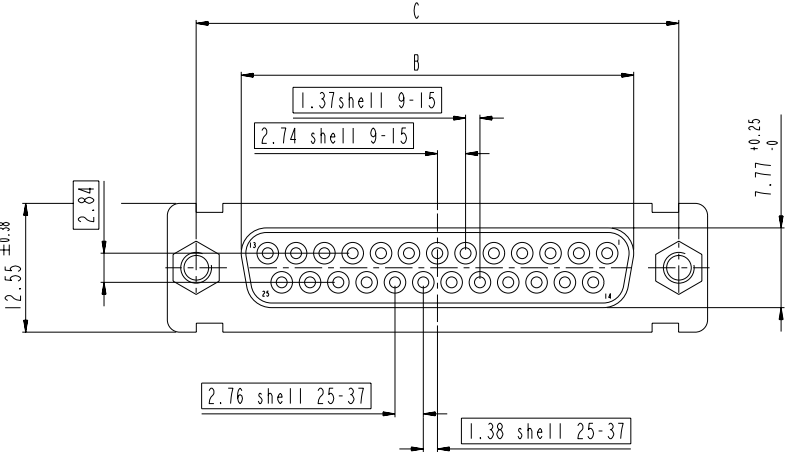 C
B
1.37shell 9-15
2.74 shell 9-15
7.77 +0.25 -0
2.84
12.55 ±0.38
13
1
25
14
2.76 shell 25-37
1.38 shell 25-37